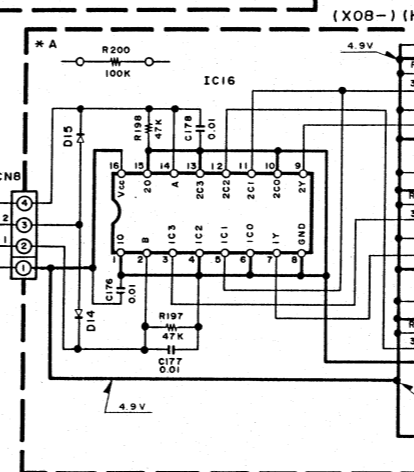 (X08-) (
* A
4.9V
R200
100K
IC16
D15
R198
47K
C178
0.01
CN8
16 15 14 13 12 11 10 9
Vcc 2G A 2C3 2C2 2C1 2C0 2Y
4
3
2
1
2
1
1G B 1C3 1C2 1C1 1C0 1Y GND
1 2 3 4 5 6 7 8
C176
0.01
D14
R197
47K
C177
0.01
4.9V